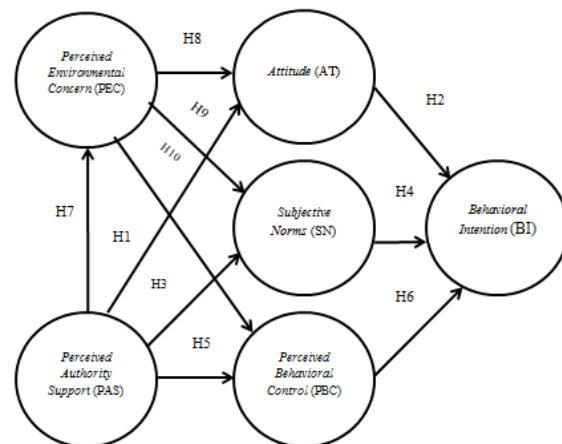 H8
Perceived
Environmental
Concern (PEC)
Attitude (AT)
H2
H9
H10
H7
H1
Subjective
Norms (SN)
H4
Behavioral
Intention (BI)
H3
H6
H5
Perceived
Authority
Support (PAS)
Perceived
Behavioral
Control (PBC)